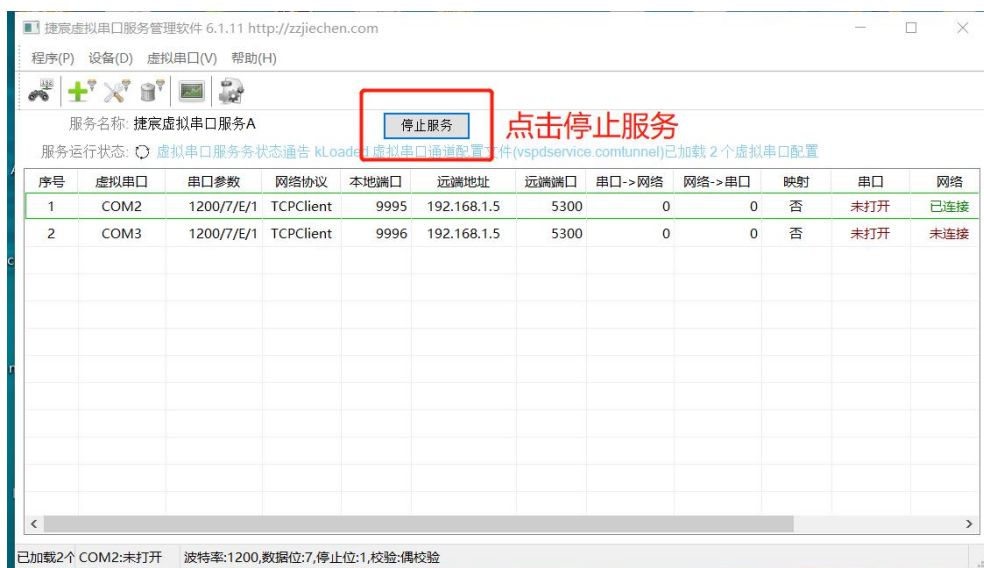 捷宸虚拟串口服务管理软件 6.1.11 http://zzjiechen.com
程序(P) 设备(D) 虚拟串口(V) 帮助(H)
服务名称: 捷宸虚拟串口服务A 停止服务 点击停止服务
服务运行状态: 虚拟串口服务务状态通告 kLoaded 虚拟串口通道配置文件(vspdservice.comtunnel)已加载 2 个虚拟串口配置
序号 虚拟串口 串口参数 网络协议 本地端口 远端地址 远端端口 串口->网络 网络->串口 映射 串口 网络
1 COM2 1200/7/E/1 TCPClient 9995 192.168.1.5 5300 0 0 否 未打开 已连接
2 COM3 1200/7/E/1 TCPClient 9996 192.168.1.5 5300 0 0 否 未打开 未连接
已加载2个 COM2:未打开 波特率:1200,数据位:7,停止位:1,校验:偶校验